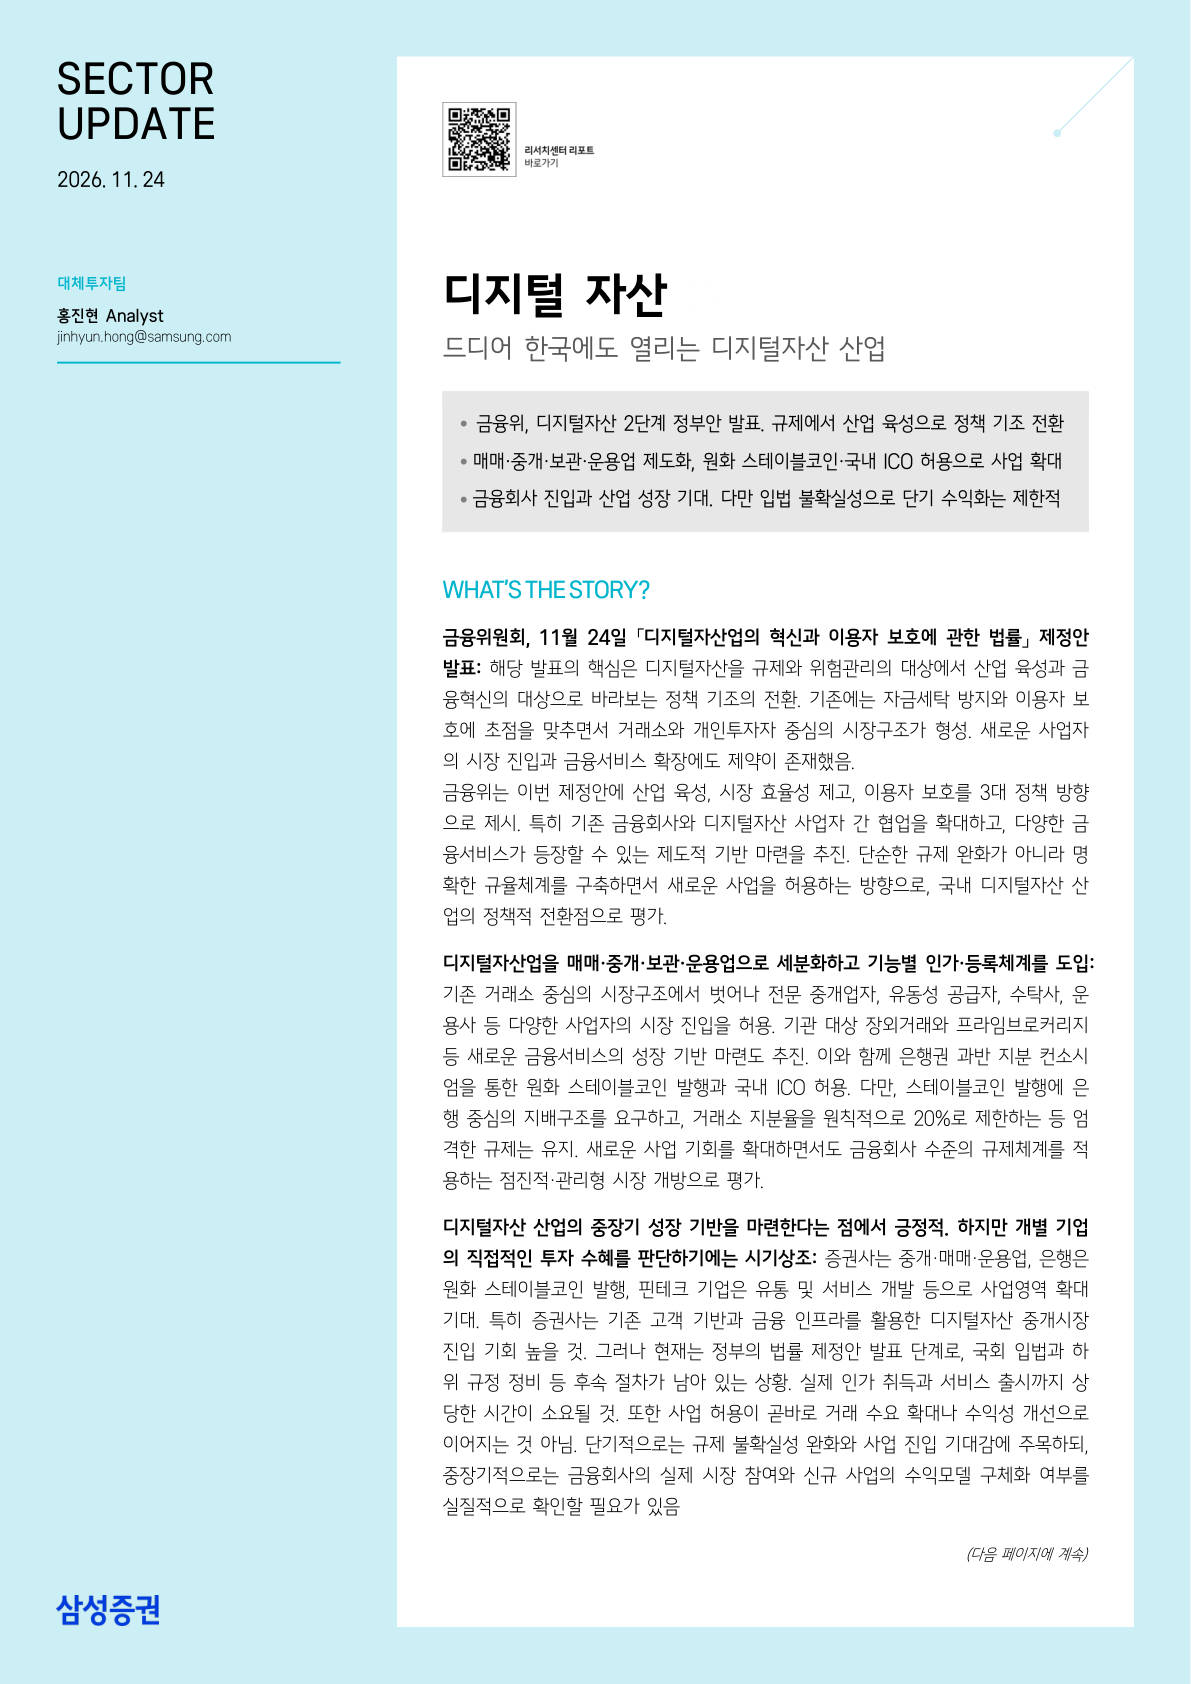 SECTOR
UPDATE
2026. 11. 24
대체투자팀
홍진현 Analyst
jinhyun.hong@samsung.com
리서치센터 리포트
바로가기
디지털 자산
드디어 한국에도 열리는 디지털자산 산업
• 금융위, 디지털자산 2단계 정부안 발표. 규제에서 산업 육성으로 정책 기조 전환
• 매매·중개·보관·운용업 제도화, 원화 스테이블코인·국내 ICO 허용으로 사업 확대
• 금융회사 진입과 산업 성장 기대. 다만 입법 불확실성으로 단기 수익화는 제한적
WHAT'S THE STORY?
금융위원회, 11월 24일 「디지털자산업의 혁신과 이용자 보호에 관한 법률」 제정안
발표: 해당 발표의 핵심은 디지털자산을 규제와 위험관리의 대상에서 산업 육성과 금
융혁신의 대상으로 바라보는 정책 기조의 전환. 기존에는 자금세탁 방지와 이용자 보
호에 초점을 맞추면서 거래소와 개인투자자 중심의 시장구조가 형성. 새로운 사업자
의 시장 진입과 금융서비스 확장에도 제약이 존재했음.
금융위는 이번 제정안에 산업 육성, 시장 효율성 제고, 이용자 보호를 3대 정책 방향
으로 제시. 특히 기존 금융회사와 디지털자산 사업자 간 협업을 확대하고, 다양한 금
융서비스가 등장할 수 있는 제도적 기반 마련을 추진. 단순한 규제 완화가 아니라 명
확한 규율체계를 구축하면서 새로운 사업을 허용하는 방향으로, 국내 디지털자산 산
업의 정책적 전환점으로 평가.
디지털자산업을 매매·중개·보관·운용업으로 세분화하고 기능별 인가·등록체계를 도입:
기존 거래소 중심의 시장구조에서 벗어나 전문 중개업자, 유동성 공급자, 수탁사, 운
용사 등 다양한 사업자의 시장 진입을 허용. 기관 대상 장외거래와 프라임브로커리지
등 새로운 금융서비스의 성장 기반 마련도 추진. 이와 함께 은행권 과반 지분 컨소시
엄을 통한 원화 스테이블코인 발행과 국내 ICO 허용. 다만, 스테이블코인 발행에 은
행 중심의 지배구조를 요구하고, 거래소 지분율을 원칙적으로 20%로 제한하는 등 엄
격한 규제는 유지. 새로운 사업 기회를 확대하면서도 금융회사 수준의 규제체계를 적
용하는 점진적·관리형 시장 개방으로 평가.
디지털자산 산업의 중장기 성장 기반을 마련한다는 점에서 긍정적. 하지만 개별 기업
의 직접적인 투자 수혜를 판단하기에는 시기상조: 증권사는 중개·매매·운용업, 은행은
원화 스테이블코인 발행, 핀테크 기업은 유통 및 서비스 개발 등으로 사업영역 확대
기대. 특히 증권사는 기존 고객 기반과 금융 인프라를 활용한 디지털자산 중개시장
진입 기회 높을 것. 그러나 현재는 정부의 법률 제정안 발표 단계로, 국회 입법과 하
위 규정 정비 등 후속 절차가 남아 있는 상황. 실제 인가 취득과 서비스 출시까지 상
당한 시간이 소요될 것. 또한 사업 허용이 곧바로 거래 수요 확대나 수익성 개선으로
이어지는 것 아님. 단기적으로는 규제 불확실성 완화와 사업 진입 기대감에 주목하되,
중장기적으로는 금융회사의 실제 시장 참여와 신규 사업의 수익모델 구체화 여부를
실질적으로 확인할 필요가 있음
(다음 페이지에 계속)
삼성증권